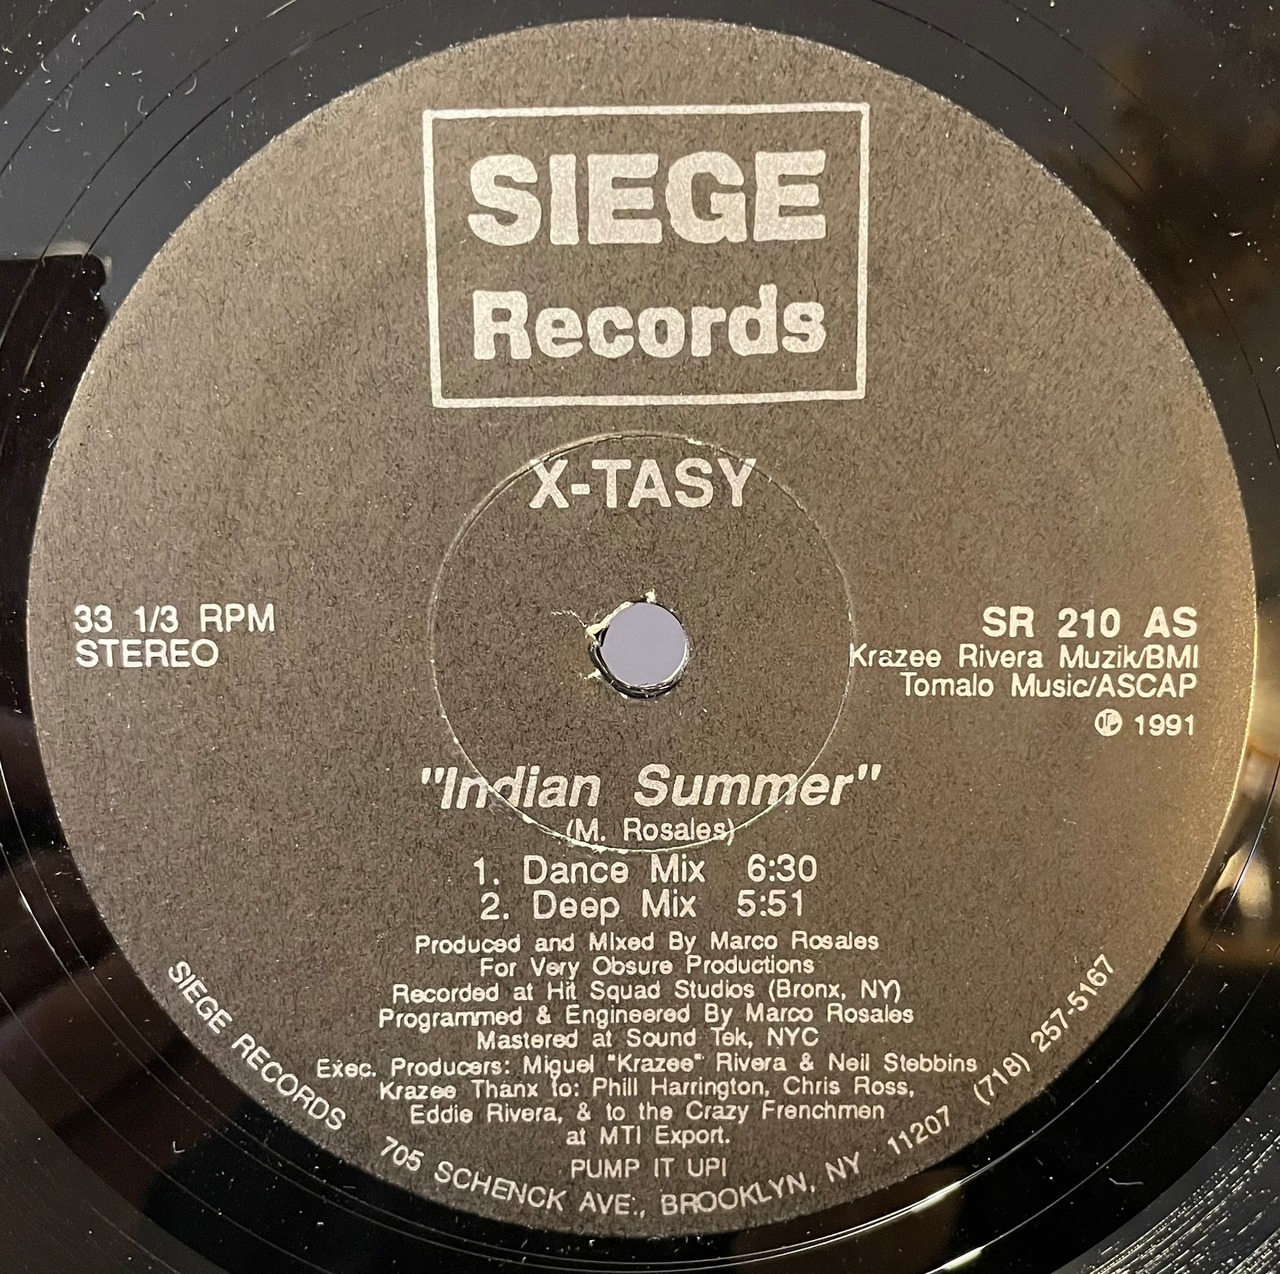 SIEGE
Records
X-TASY
33 1/3 RPM
STEREO
SR 210 AS
Krazee Rivera Muzik/BMI
Tomalo Music/ASCAP
℗ 1991
"Indian Summer"
(M. Rosales)
1. Dance Mix 6:30
2. Deep Mix 5:51
Produced and Mixed By Marco Rosales
For Very Obsure Productions
Recorded at Hit Squad Studios (Bronx, NY)
Programmed & Engineered By Marco Rosales
Mastered at Sound Tek, NYC
Exec. Producers: Miguel "Krazee" Rivera & Neil Stebbins
Krazee Thanx to: Phill Harrington, Chris Ross,
Eddie Rivera, & to the Crazy Frenchmen
at MTI Export.
PUMP IT UP!
SIEGE RECORDS 705 SCHENCK AVE., BROOKLYN, NY 11207 (718) 257-5167